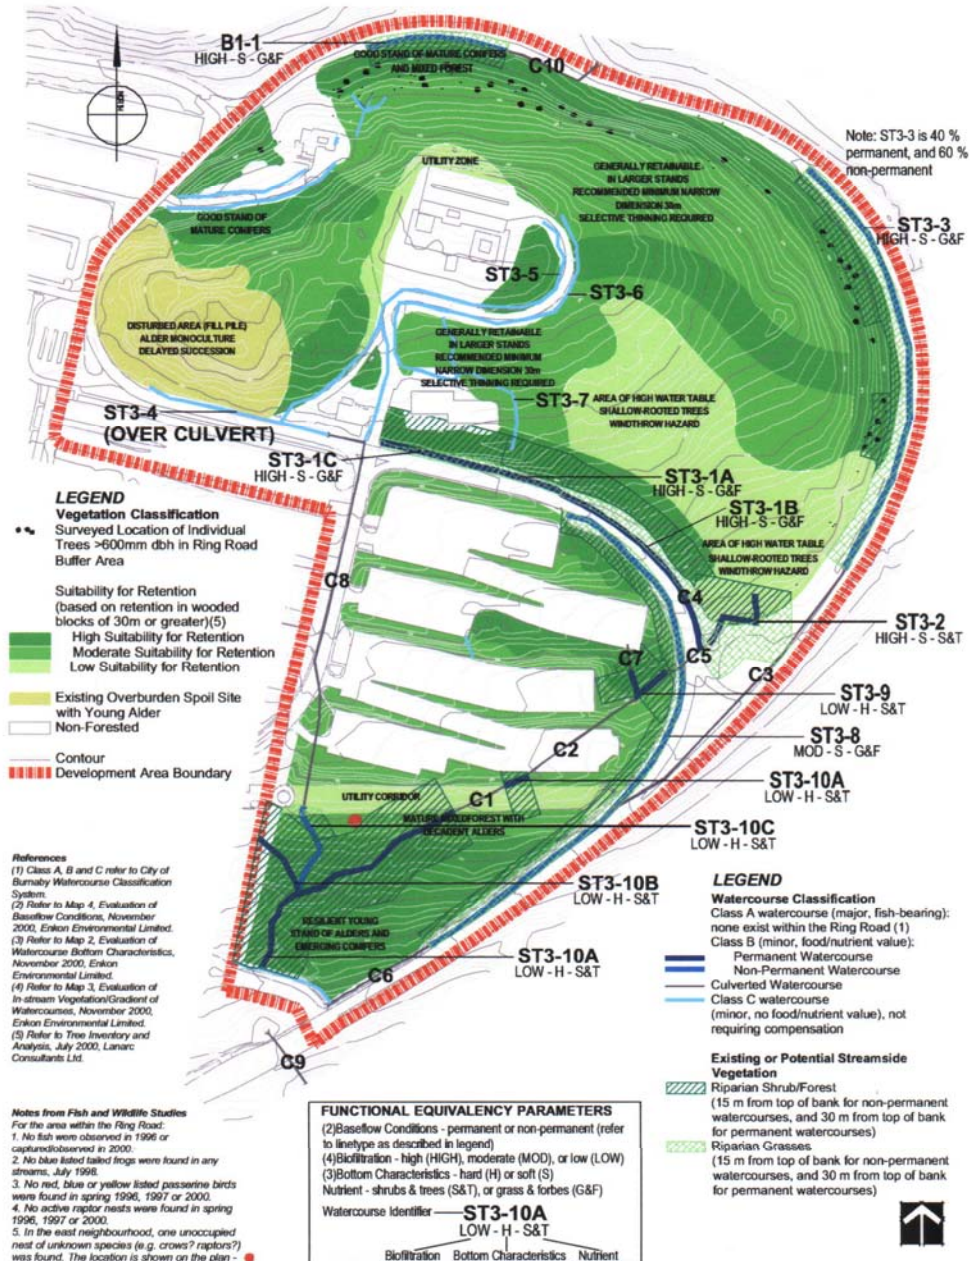 B1-1
HIGH - S - G&F
GOOD STAND OF MATURE CONIFERS
AND MIXED FOREST
C10
NORTH
Note: ST3-3 is 40 %
permanent, and 60 %
non-permanent
UTILITY ZONE
GENERALLY RETAINABLE
IN LARGER STANDS
RECOMMENDED MINIMUM NARROW
DIMENSION 30m
SELECTIVE THINNING REQUIRED
GOOD STAND OF
MATURE CONIFERS
ST3-3
HIGH - S - G&F
ST3-5
ST3-6
DISTURBED AREA (FILL PILE)
ALDER MONOCULTURE
DELAYED SUCCESSION
GENERALLY RETAINABLE
IN LARGER STANDS
RECOMMENDED MINIMUM
NARROW DIMENSION 30m
SELECTIVE THINNING REQUIRED
ST3-7
AREA OF HIGH WATER TABLE
SHALLOW-ROOTED TREES
WINDTHROW HAZARD
ST3-4
(OVER CULVERT)
ST3-1C
HIGH - S - G&F
ST3-1A
HIGH - S - G&F
ST3-1B
HIGH - S - G&F
AREA OF HIGH WATER TABLE
SHALLOW-ROOTED TREES
WINDTHROW HAZARD
LEGEND
Vegetation Classification
Surveyed Location of Individual
Trees >600mm dbh in Ring Road
Buffer Area
Suitability for Retention
(based on retention in wooded
blocks of 30m or greater)(5)
High Suitability for Retention
Moderate Suitability for Retention
Low Suitability for Retention
Existing Overburden Spoil Site
with Young Alder
Non-Forested
Contour
Development Area Boundary
C8
C4
C5
C7
C3
ST3-2
HIGH - S - S&T
ST3-9
LOW - H - S&T
ST3-8
MOD - S - G&F
C2
ST3-10A
LOW - H - S&T
UTILITY CORRIDOR
C1
MATURE MIXED FOREST WITH
DECADENT ALDERS
ST3-10C
LOW - H - S&T
ST3-10B
LOW - H - S&T
RESILIENT YOUNG
STAND OF ALDERS AND
EMERGING CONIFERS
ST3-10A
LOW - H - S&T
C6
C9
References
(1) Class A, B and C refer to City of
Burnaby Watercourse Classification
System.
(2) Refer to Map 4, Evaluation of
Baseflow Conditions, November
2000, Enkon Environmental Limited.
(3) Refer to Map 2, Evaluation of
Watercourse Bottom Characteristics,
November 2000, Enkon
Environmental Limited.
(4) Refer to Map 3, Evaluation of
In-stream Vegetation/Gradient of
Watercourses, November 2000,
Enkon Environmental Limited.
(5) Refer to Tree Inventory and
Analysis, July 2000, Lanarc
Consultants Ltd.
LEGEND
Watercourse Classification
Class A watercourse (major, fish-bearing):
none exist within the Ring Road (1)
Class B (minor, food/nutrient value):
Permanent Watercourse
Non-Permanent Watercourse
Culverted Watercourse
Class C watercourse
(minor, no food/nutrient value), not
requiring compensation
Existing or Potential Streamside
Vegetation
Riparian Shrub/Forest
(15 m from top of bank for non-permanent
watercourses, and 30 m from top of bank
for permanent watercourses)
Riparian Grasses
(15 m from top of bank for non-permanent
watercourses, and 30 m from top of bank
for permanent watercourses)
Notes from Fish and Wildlife Studies
For the area within the Ring Road:
1. No fish were observed in 1996 or
captured/observed in 2000.
2. No blue listed tailed frogs were found in any
streams, July 1998.
3. No red, blue or yellow listed passerine birds
were found in spring 1996, 1997 or 2000.
4. No active raptor nests were found in spring
1996, 1997 or 2000.
5. In the east neighbourhood, one unoccupied
nest of unknown species (e.g. crows? raptors?)
was found. The location is shown on the plan -
FUNCTIONAL EQUIVALENCY PARAMETERS
(2)Baseflow Conditions - permanent or non-permanent (refer
to linetype as described in legend)
(4)Biofiltration - high (HIGH), moderate (MOD), or low (LOW)
(3)Bottom Characteristics - hard (H) or soft (S)
Nutrient - shrubs & trees (S&T), or grass & forbes (G&F)
Watercourse Identifier ST3-10A
LOW - H - S&T
Biofiltration Bottom Characteristics Nutrient